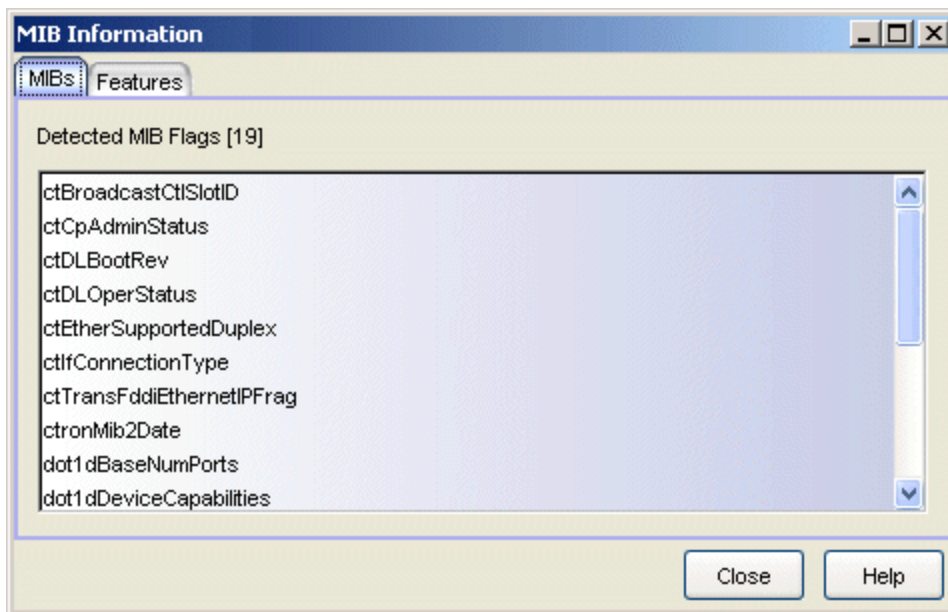 MIB Information
MIBs Features
Detected MIB Flags [19]
ctBroadcastCtlSlotID
ctCpAdminStatus
ctDLBootRev
ctDLOperStatus
ctEtherSupportedDuplex
ctIfConnectionType
ctTransFddiEthernetIPFrag
ctronMib2Date
dot1dBaseNumPorts
dot1dDeviceCapabilities
Close Help